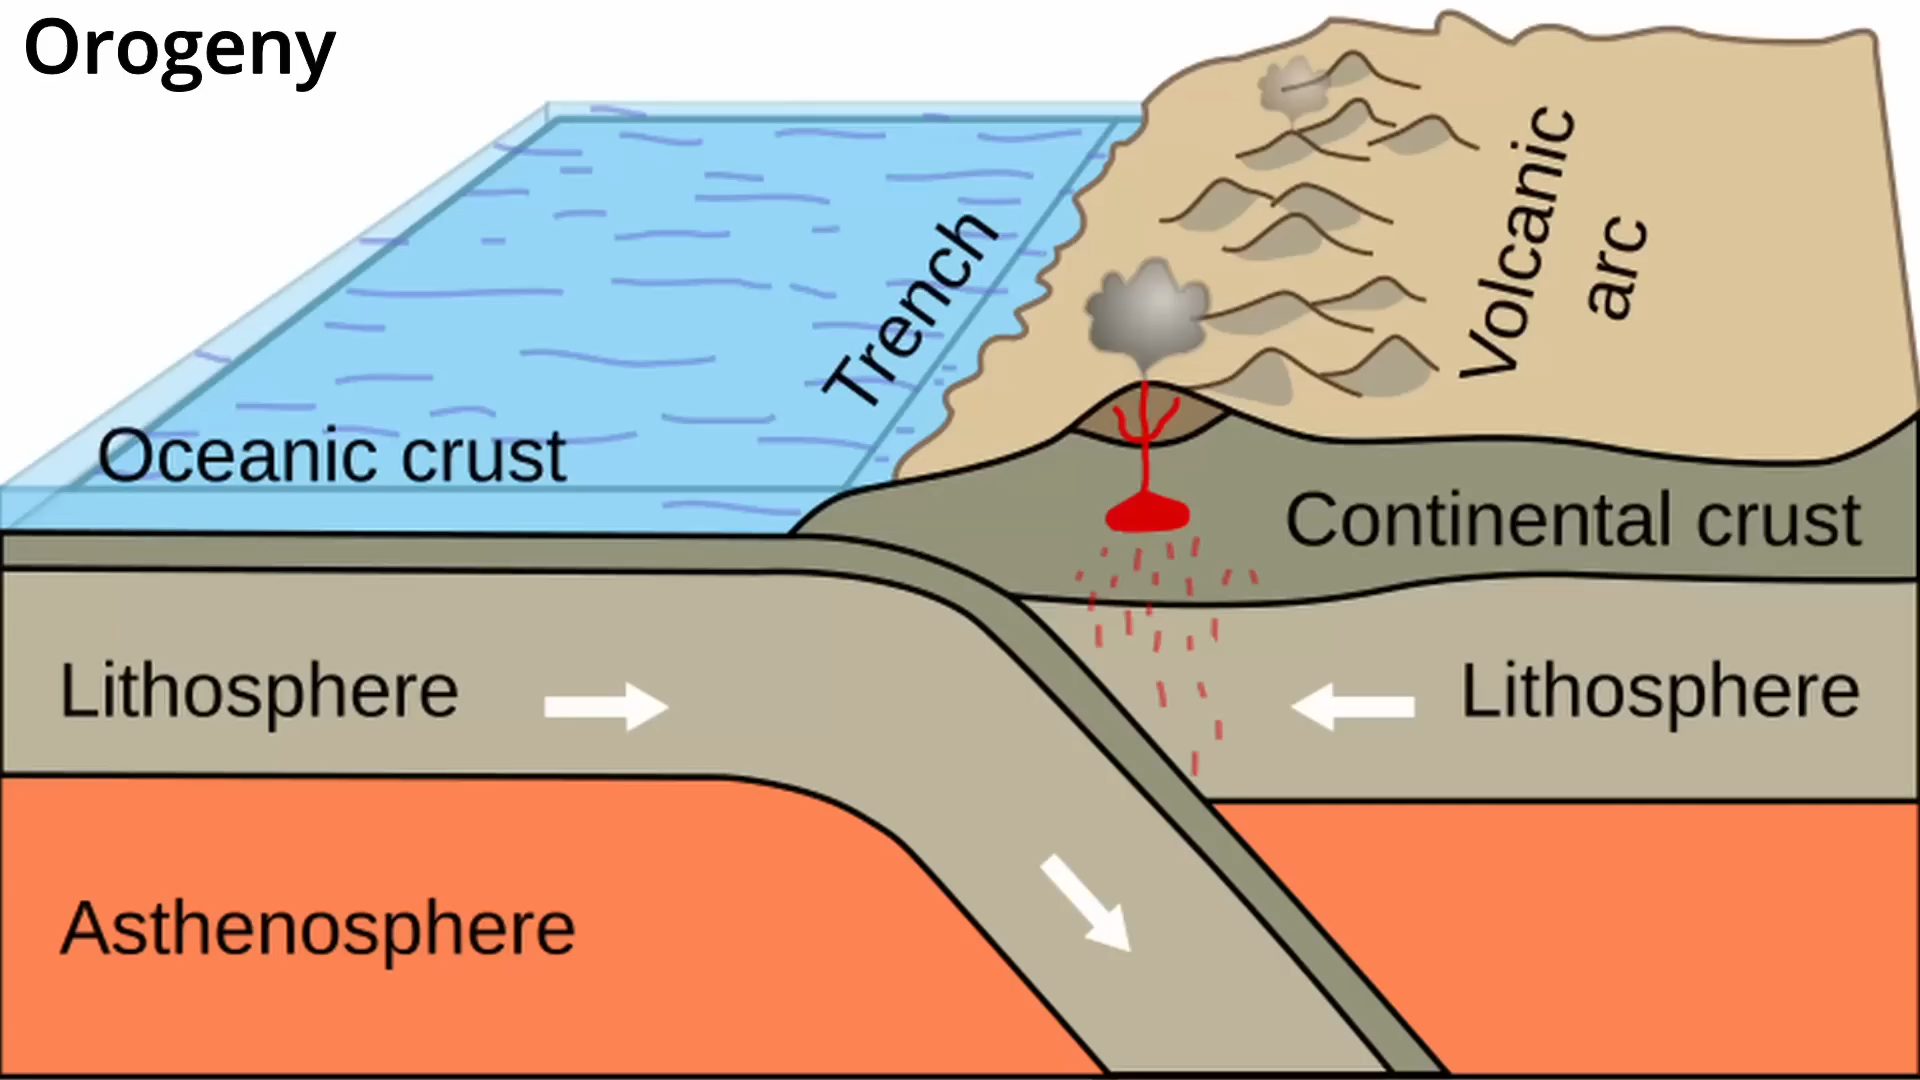 Orogeny
Volcanic
arc
Trench
Oceanic crust
Continental crust
Lithosphere
Lithosphere
Asthenosphere